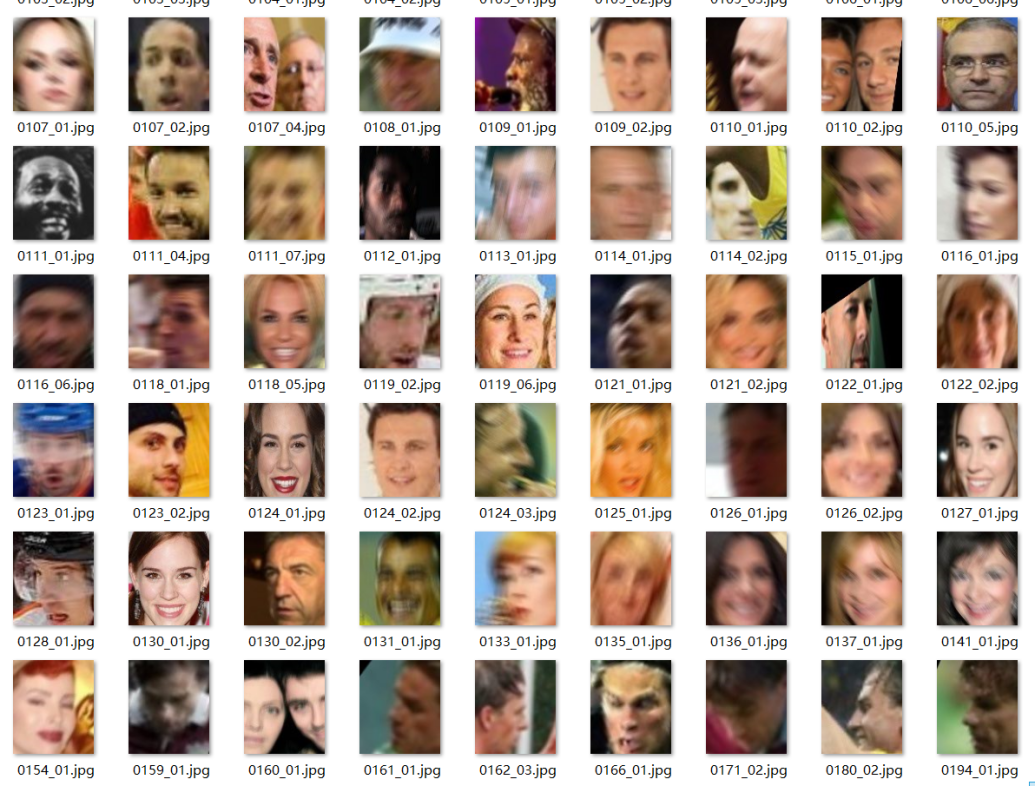 0107_01.jpg 0107_02.jpg 0107_04.jpg 0108_01.jpg 0109_01.jpg 0109_02.jpg 0110_01.jpg 0110_02.jpg 0110_05.jpg
0111_01.jpg 0111_04.jpg 0111_07.jpg 0112_01.jpg 0113_01.jpg 0114_01.jpg 0114_02.jpg 0115_01.jpg 0116_01.jpg
0116_06.jpg 0118_01.jpg 0118_05.jpg 0119_02.jpg 0119_06.jpg 0121_01.jpg 0121_02.jpg 0122_01.jpg 0122_02.jpg
0123_01.jpg 0123_02.jpg 0124_01.jpg 0124_02.jpg 0124_03.jpg 0125_01.jpg 0126_01.jpg 0126_02.jpg 0127_01.jpg
0128_01.jpg 0130_01.jpg 0130_02.jpg 0131_01.jpg 0133_01.jpg 0135_01.jpg 0136_01.jpg 0137_01.jpg 0141_01.jpg
0154_01.jpg 0159_01.jpg 0160_01.jpg 0161_01.jpg 0162_03.jpg 0166_01.jpg 0171_02.jpg 0180_02.jpg 0194_01.jpg